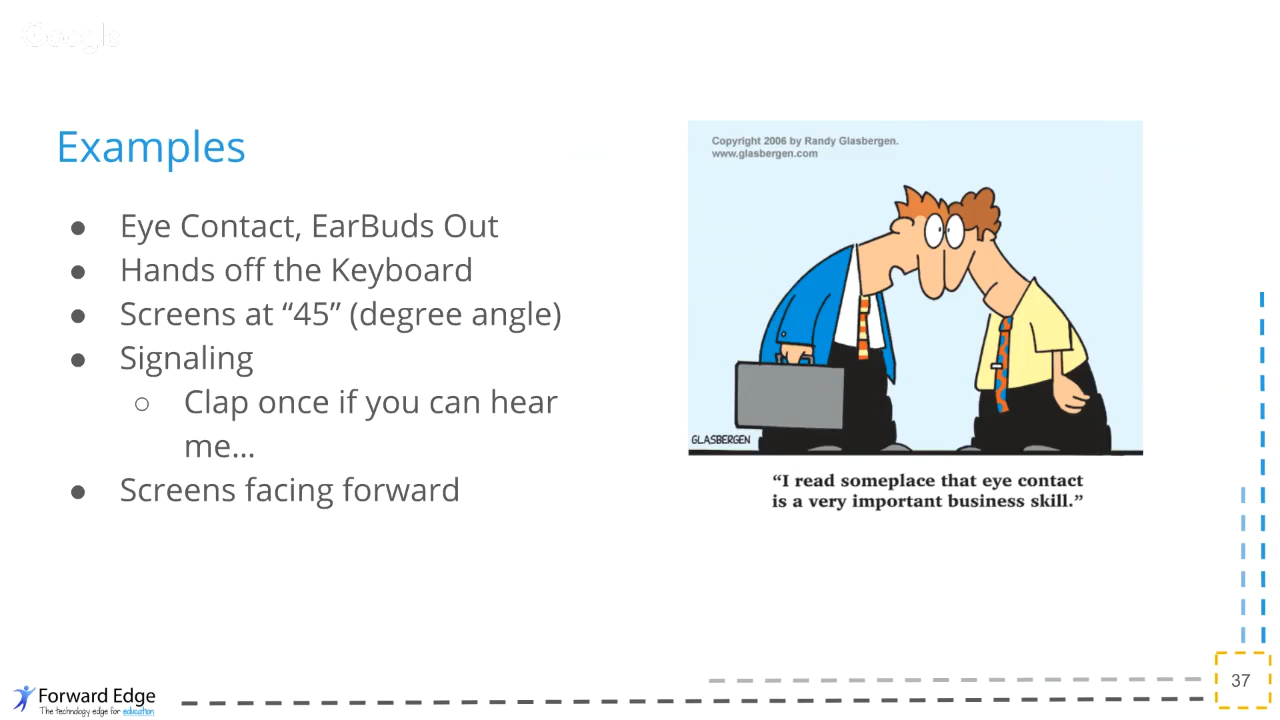 Google
Examples
● Eye Contact, EarBuds Out
● Hands off the Keyboard
● Screens at “45” (degree angle)
● Signaling
○ Clap once if you can hear
me...
● Screens facing forward
Copyright 2006 by Randy Glasbergen.
www.glasbergen.com
GLASBERGEN
“I read someplace that eye contact
is a very important business skill.”
Forward Edge
The technology edge for education
37